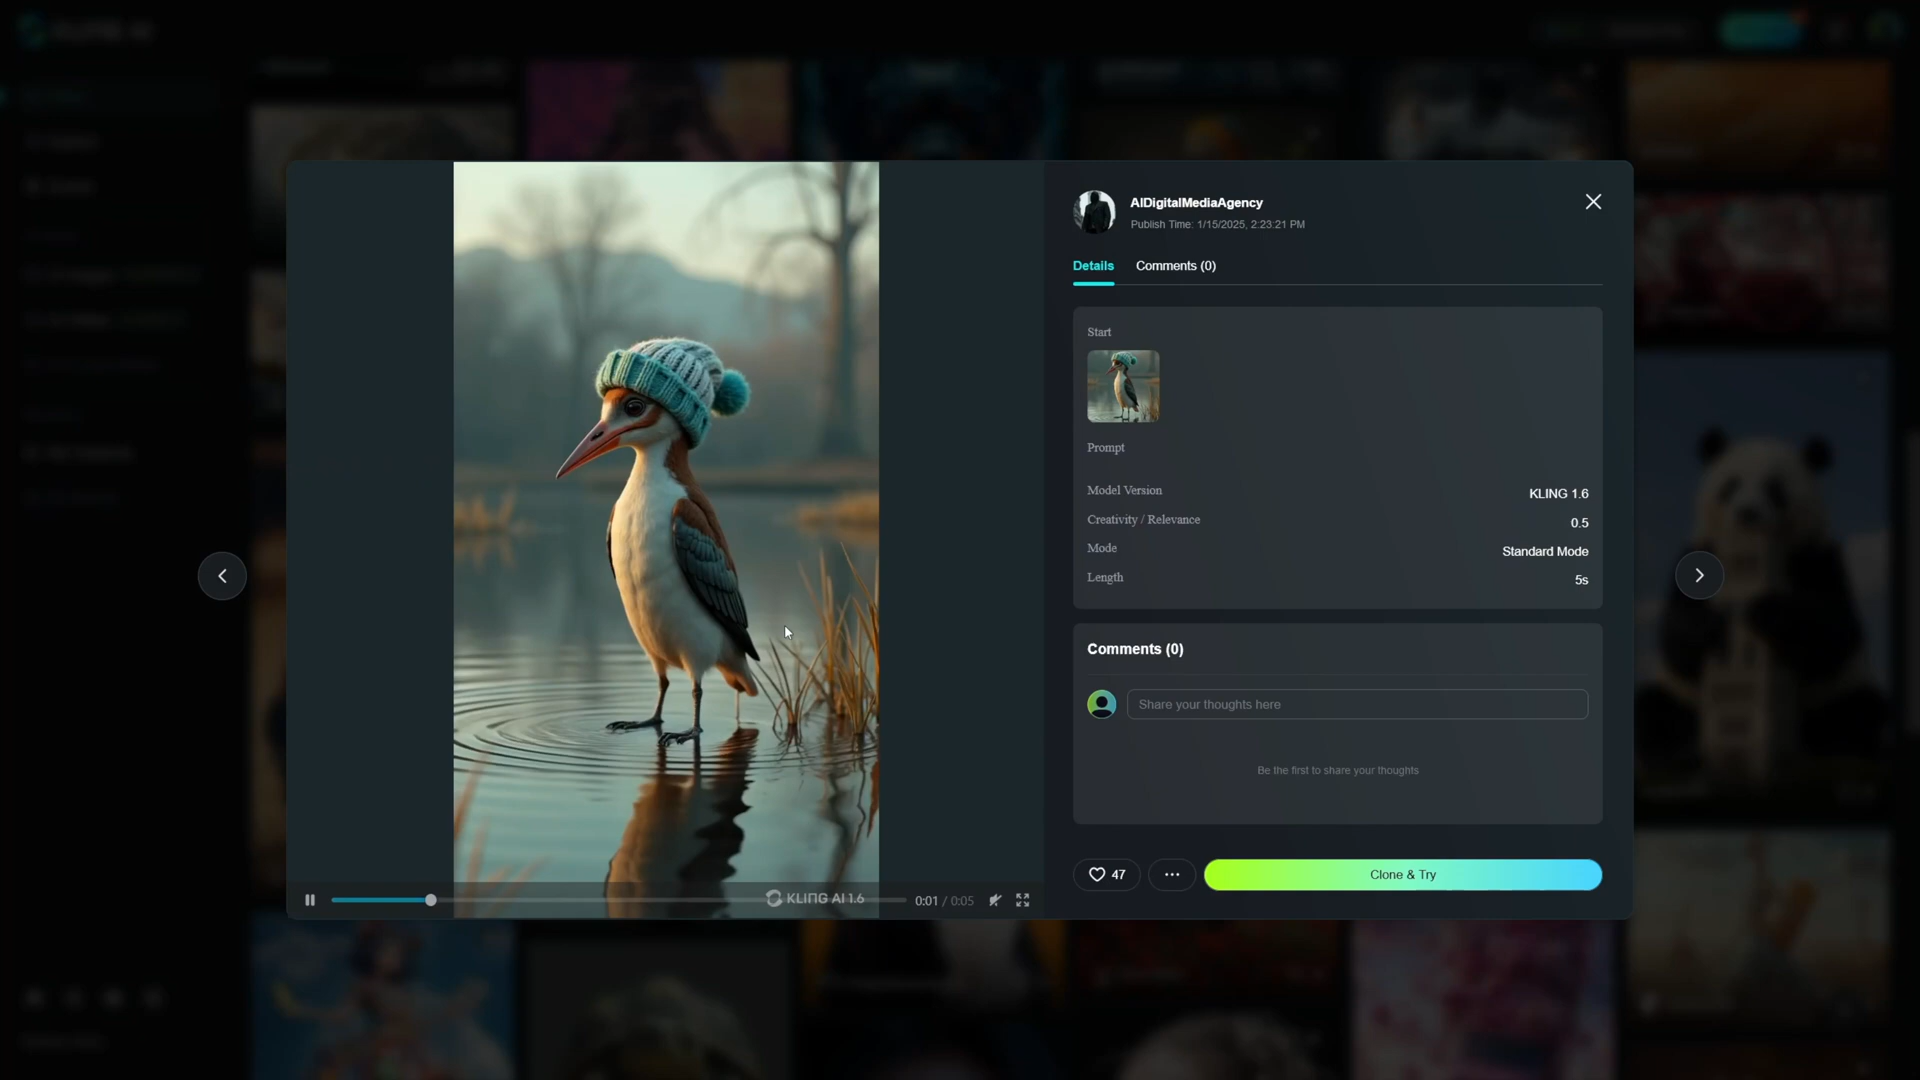 AIDigitalMediaAgency
Publish Time: 1/15/2025, 2:23:21 PM
Details Comments (0)
Start
Prompt
Model Version KLING 1.6
Creativity / Relevance 0.5
Mode Standard Mode
Length 5s
Comments (0)
Share your thoughts here
Be the first to share your thoughts
47 Clone & Try
KLING AI 1.6 0:01 / 0:05